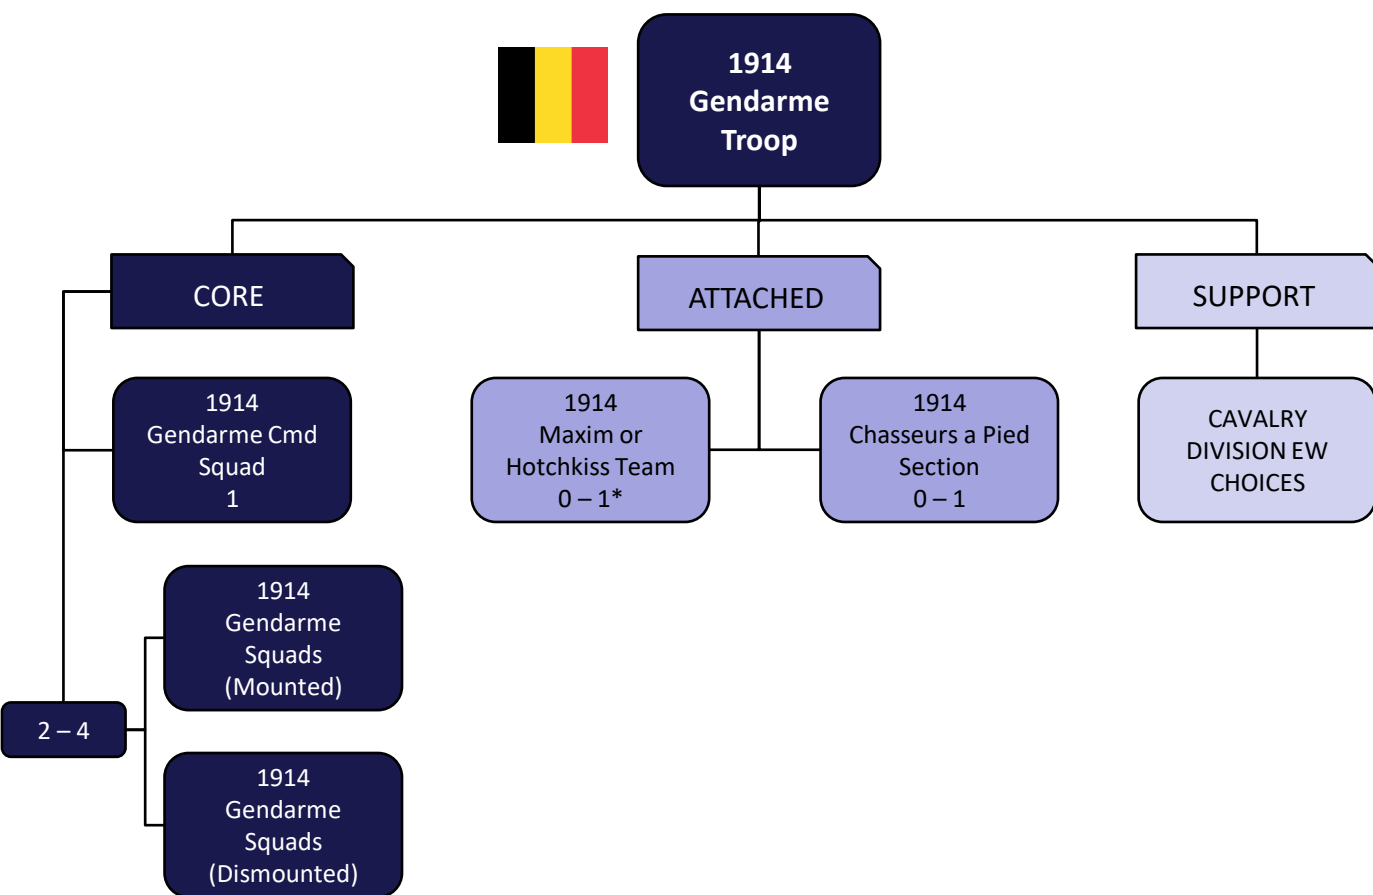 1914
Gendarme
Troop
CORE
ATTACHED
SUPPORT
1914
Gendarme Cmd
Squad
1
1914
Maxim or
Hotchkiss Team
0 – 1*
1914
Chasseurs a Pied
Section
0 – 1
CAVALRY
DIVISION EW
CHOICES
2 – 4
1914
Gendarme
Squads
(Mounted)
1914
Gendarme
Squads
(Dismounted)